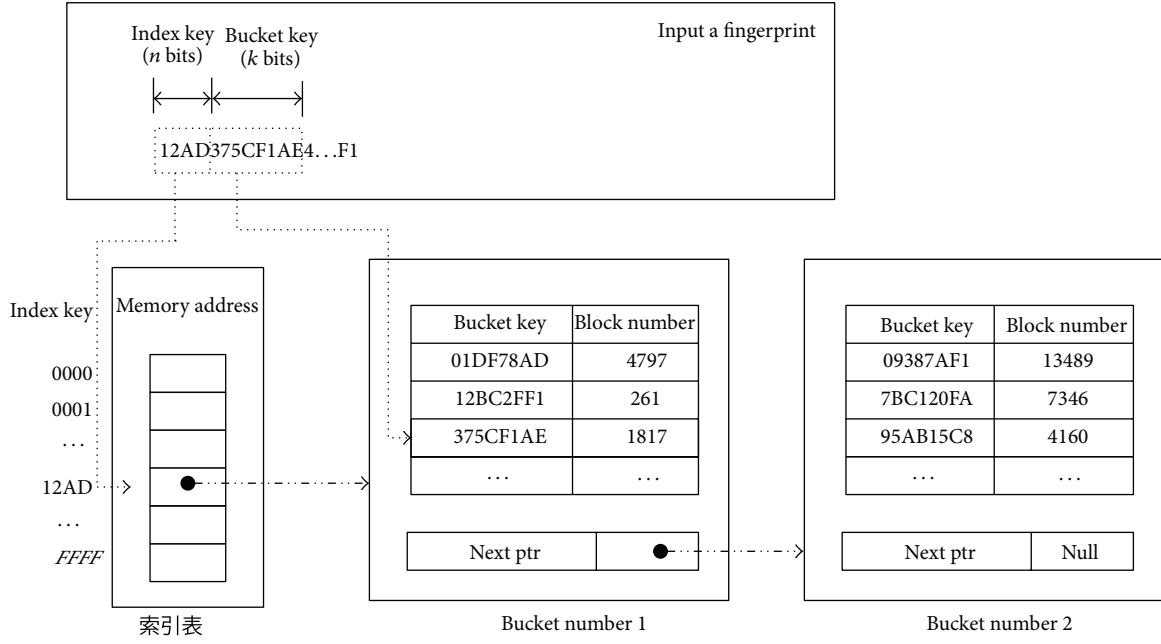 Input a fingerprint
Index key
(n bits)
Bucket key
(k bits)
12AD375CF1AE4...F1
Index key
Memory address
0000
0001
...
12AD
...
FFFF
索引表
Bucket key Block number
01DF78AD 4797
12BC2FF1 261
375CF1AE 1817
... ...
Next ptr
Bucket number 1
Bucket key Block number
09387AF1 13489
7BC120FA 7346
95AB15C8 4160
... ...
Next ptr Null
Bucket number 2